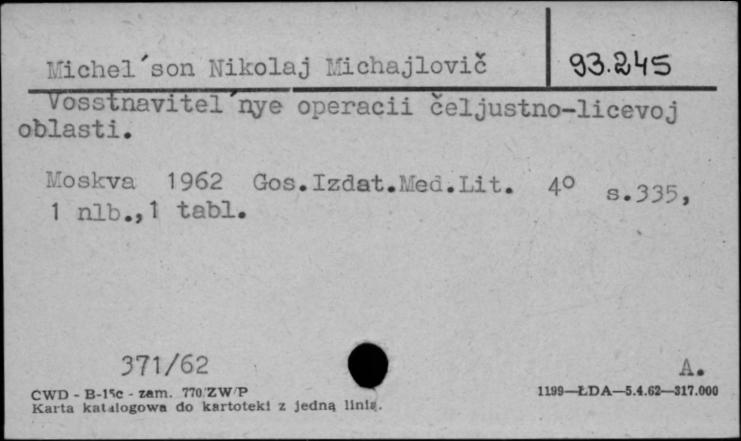 Michel´son Nikolaj Michajlovič 93.245
Vosstnavitel´nye operacii čeljustno-licevoj
oblasti.
Moskva 1962 Gos.Izdat.Med.Lit. 4° s.335,
1 nlb.,1 tabl.
371/62 A.
CWD - B-15c - zam. 770/ZW/P 1199—ŁDA—5.4.62—317.000
Karta katalogowa do kartoteki z jedną linią.